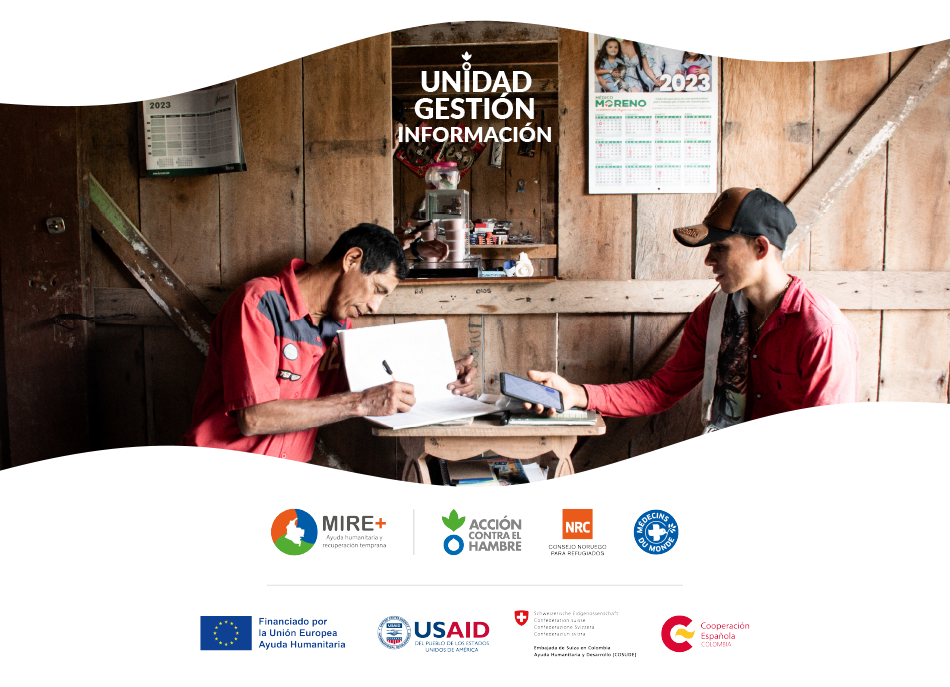 UNIDAD
GESTIÓN
INFORMACIÓN
2023
2023
MÉDICO
MORENO
MIRE+
Ayuda humanitaria y
recuperación temprana
ACCIÓN
CONTRA EL
HAMBRE
NRC
CONSEJO NORUEGO
PARA REFUGIADOS
MÉDECINS
DU MONDE
Financiado por
la Unión Europea
Ayuda Humanitaria
USAID
USAID
DEL PUEBLO DE LOS ESTADOS
UNIDOS DE AMÉRICA
Schweizerische Eidgenossenschaft
Confédération suisse
Confederazione Svizzera
Confederaziun svizra
Embajada de Suiza en Colombia
Ayuda Humanitaria y Desarrollo (COSUDE)
Cooperación
Española
COLOMBIA